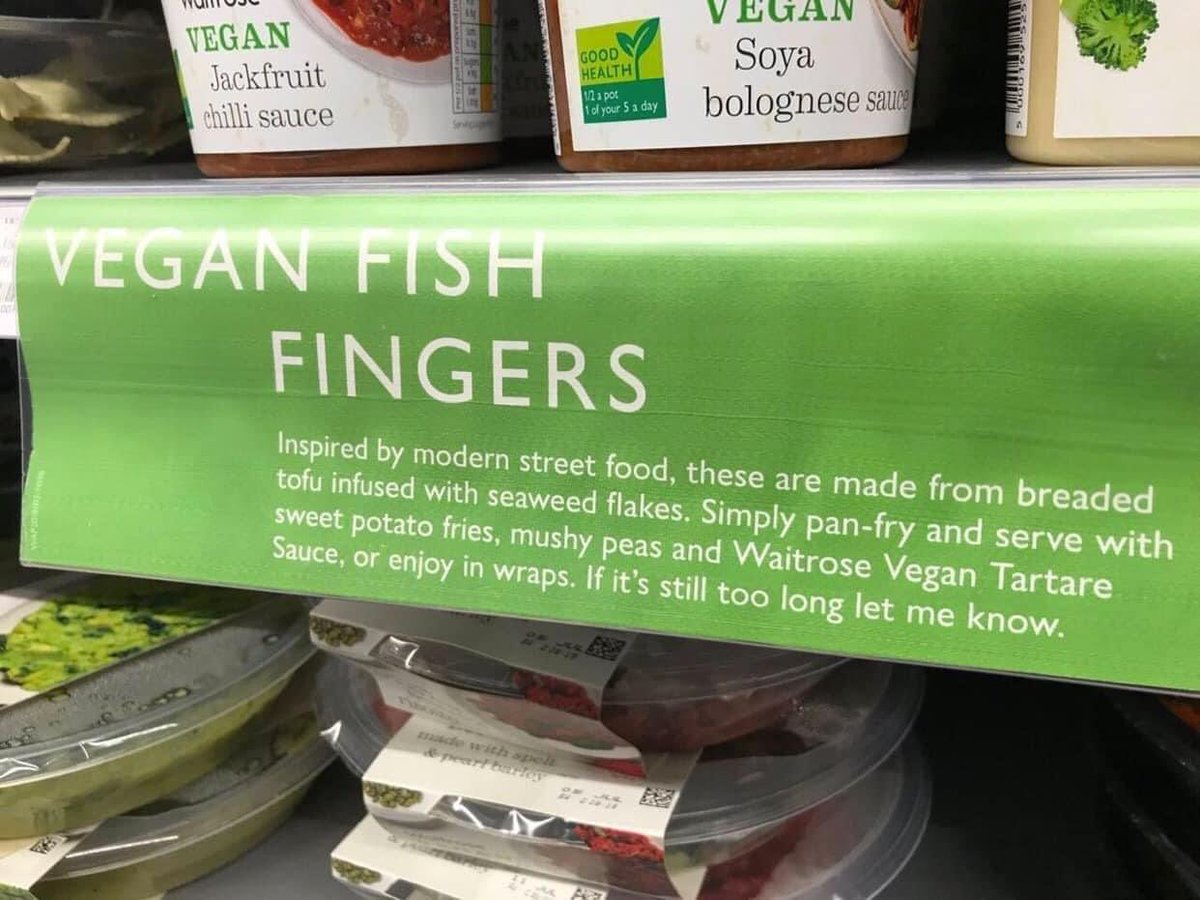 VEGAN
Jackfruit
chilli sauce
GOOD
HEALTH
1/2 a pot
1 of your 5 a day
VEGAN
Soya
bolognese sauce
VEGAN FISH
FINGERS
Inspired by modern street food, these are made from breaded
tofu infused with seaweed flakes. Simply pan-fry and serve with
sweet potato fries, mushy peas and Waitrose Vegan Tartare
Sauce, or enjoy in wraps. If it's still too long let me know.
made with spelt
& pearl barley